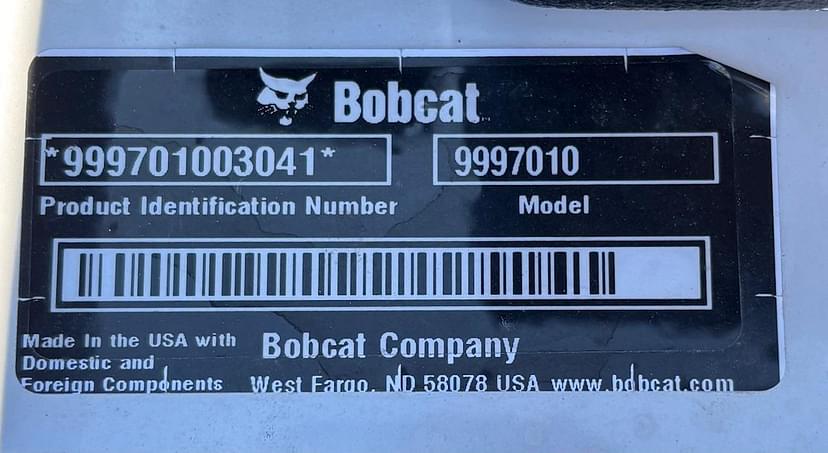 Bobcat
*999701003041* 9997010
Product Identification Number Model
Made In the USA with
Domestic and
Foreign Components
Bobcat Company
West Fargo, ND 58078 USA www.bobcat.com